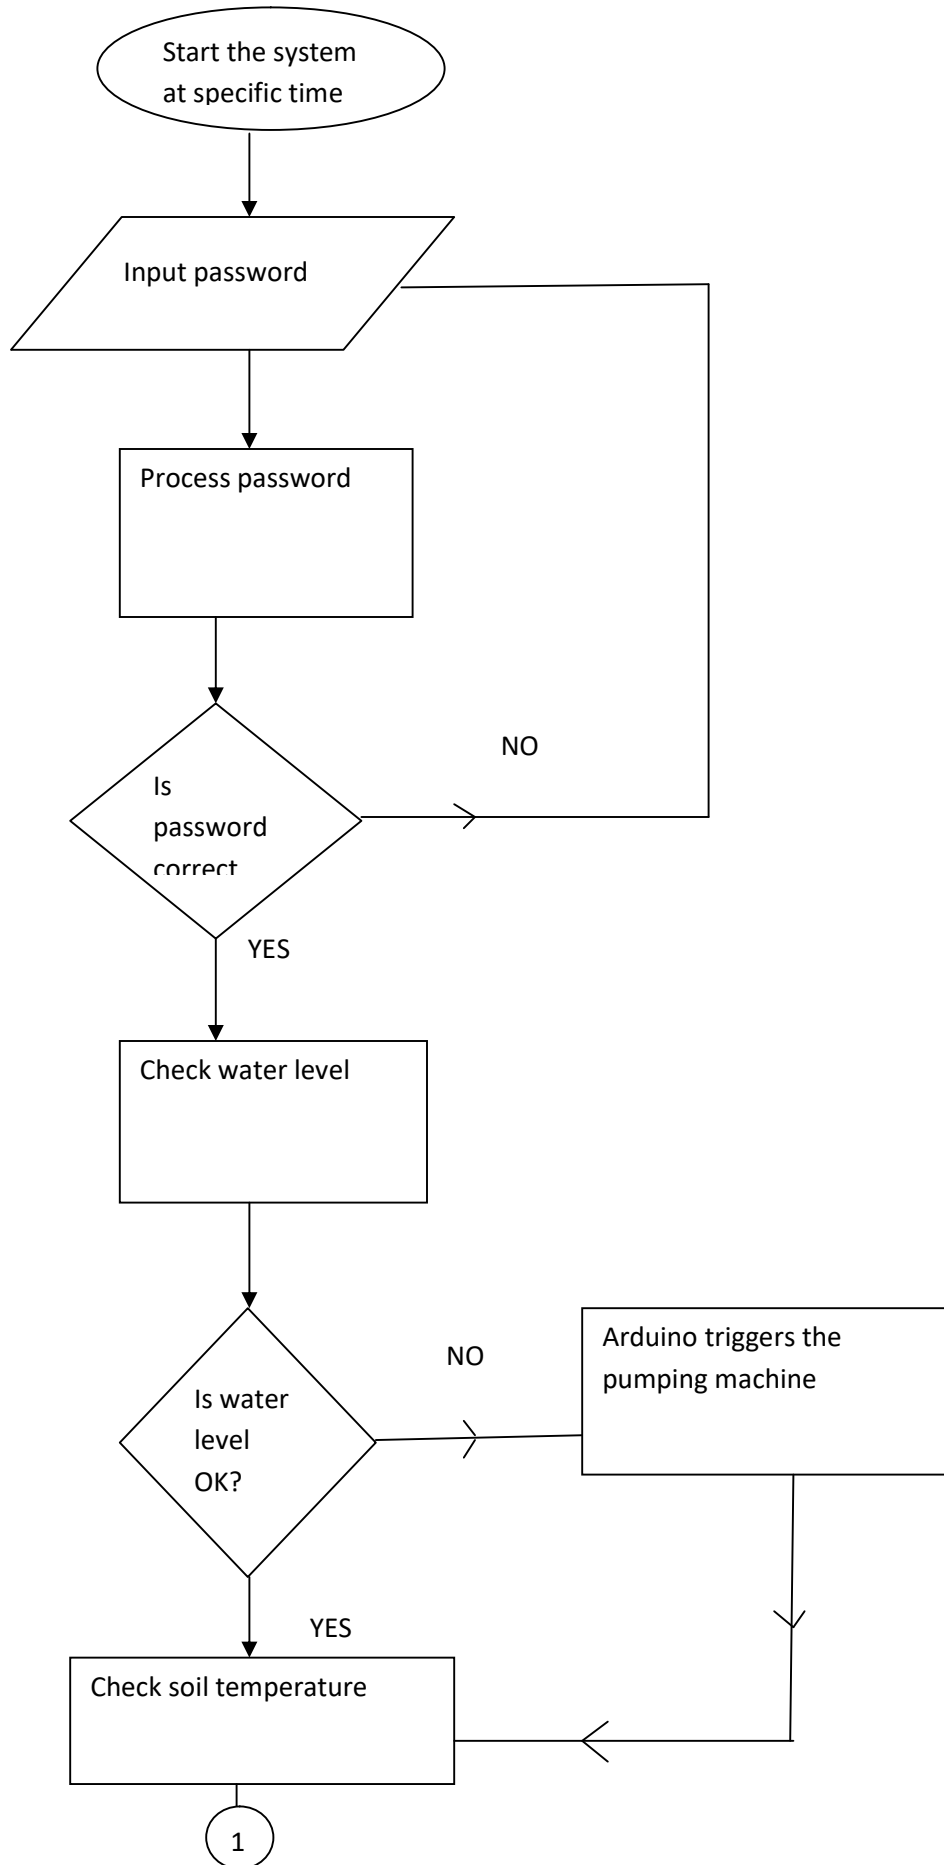 Start the system
at specific time
Input password
Process password
NO
Is
password
correct
YES
Check water level
NO
Arduino triggers the
pumping machine
Is water
level
OK?
YES
Check soil temperature
1